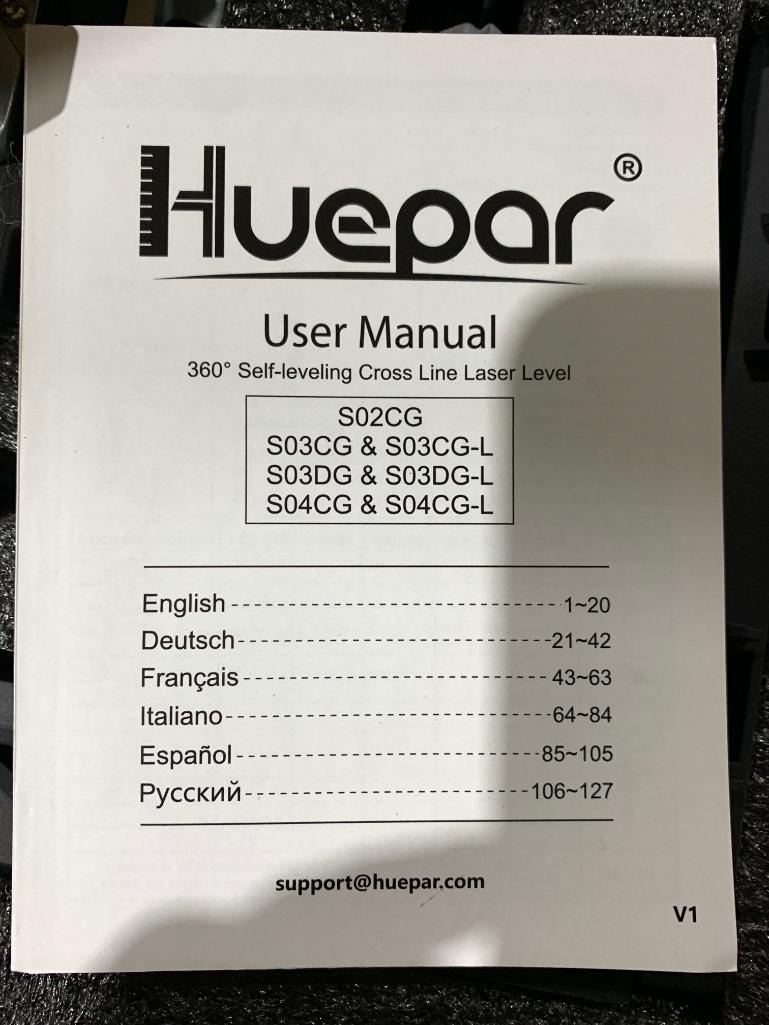 Huepar®
User Manual
360° Self-leveling Cross Line Laser Level
S02CG
S03CG & S03CG-L
S03DG & S03DG-L
S04CG & S04CG-L
English ---------------------------------- 1~20
Deutsch --------------------------------- 21~42
Français -------------------------------- 43~63
Italiano ---------------------------------- 64~84
Español -------------------------------- 85~105
Русский ------------------------------ 106~127
support@huepar.com
V1